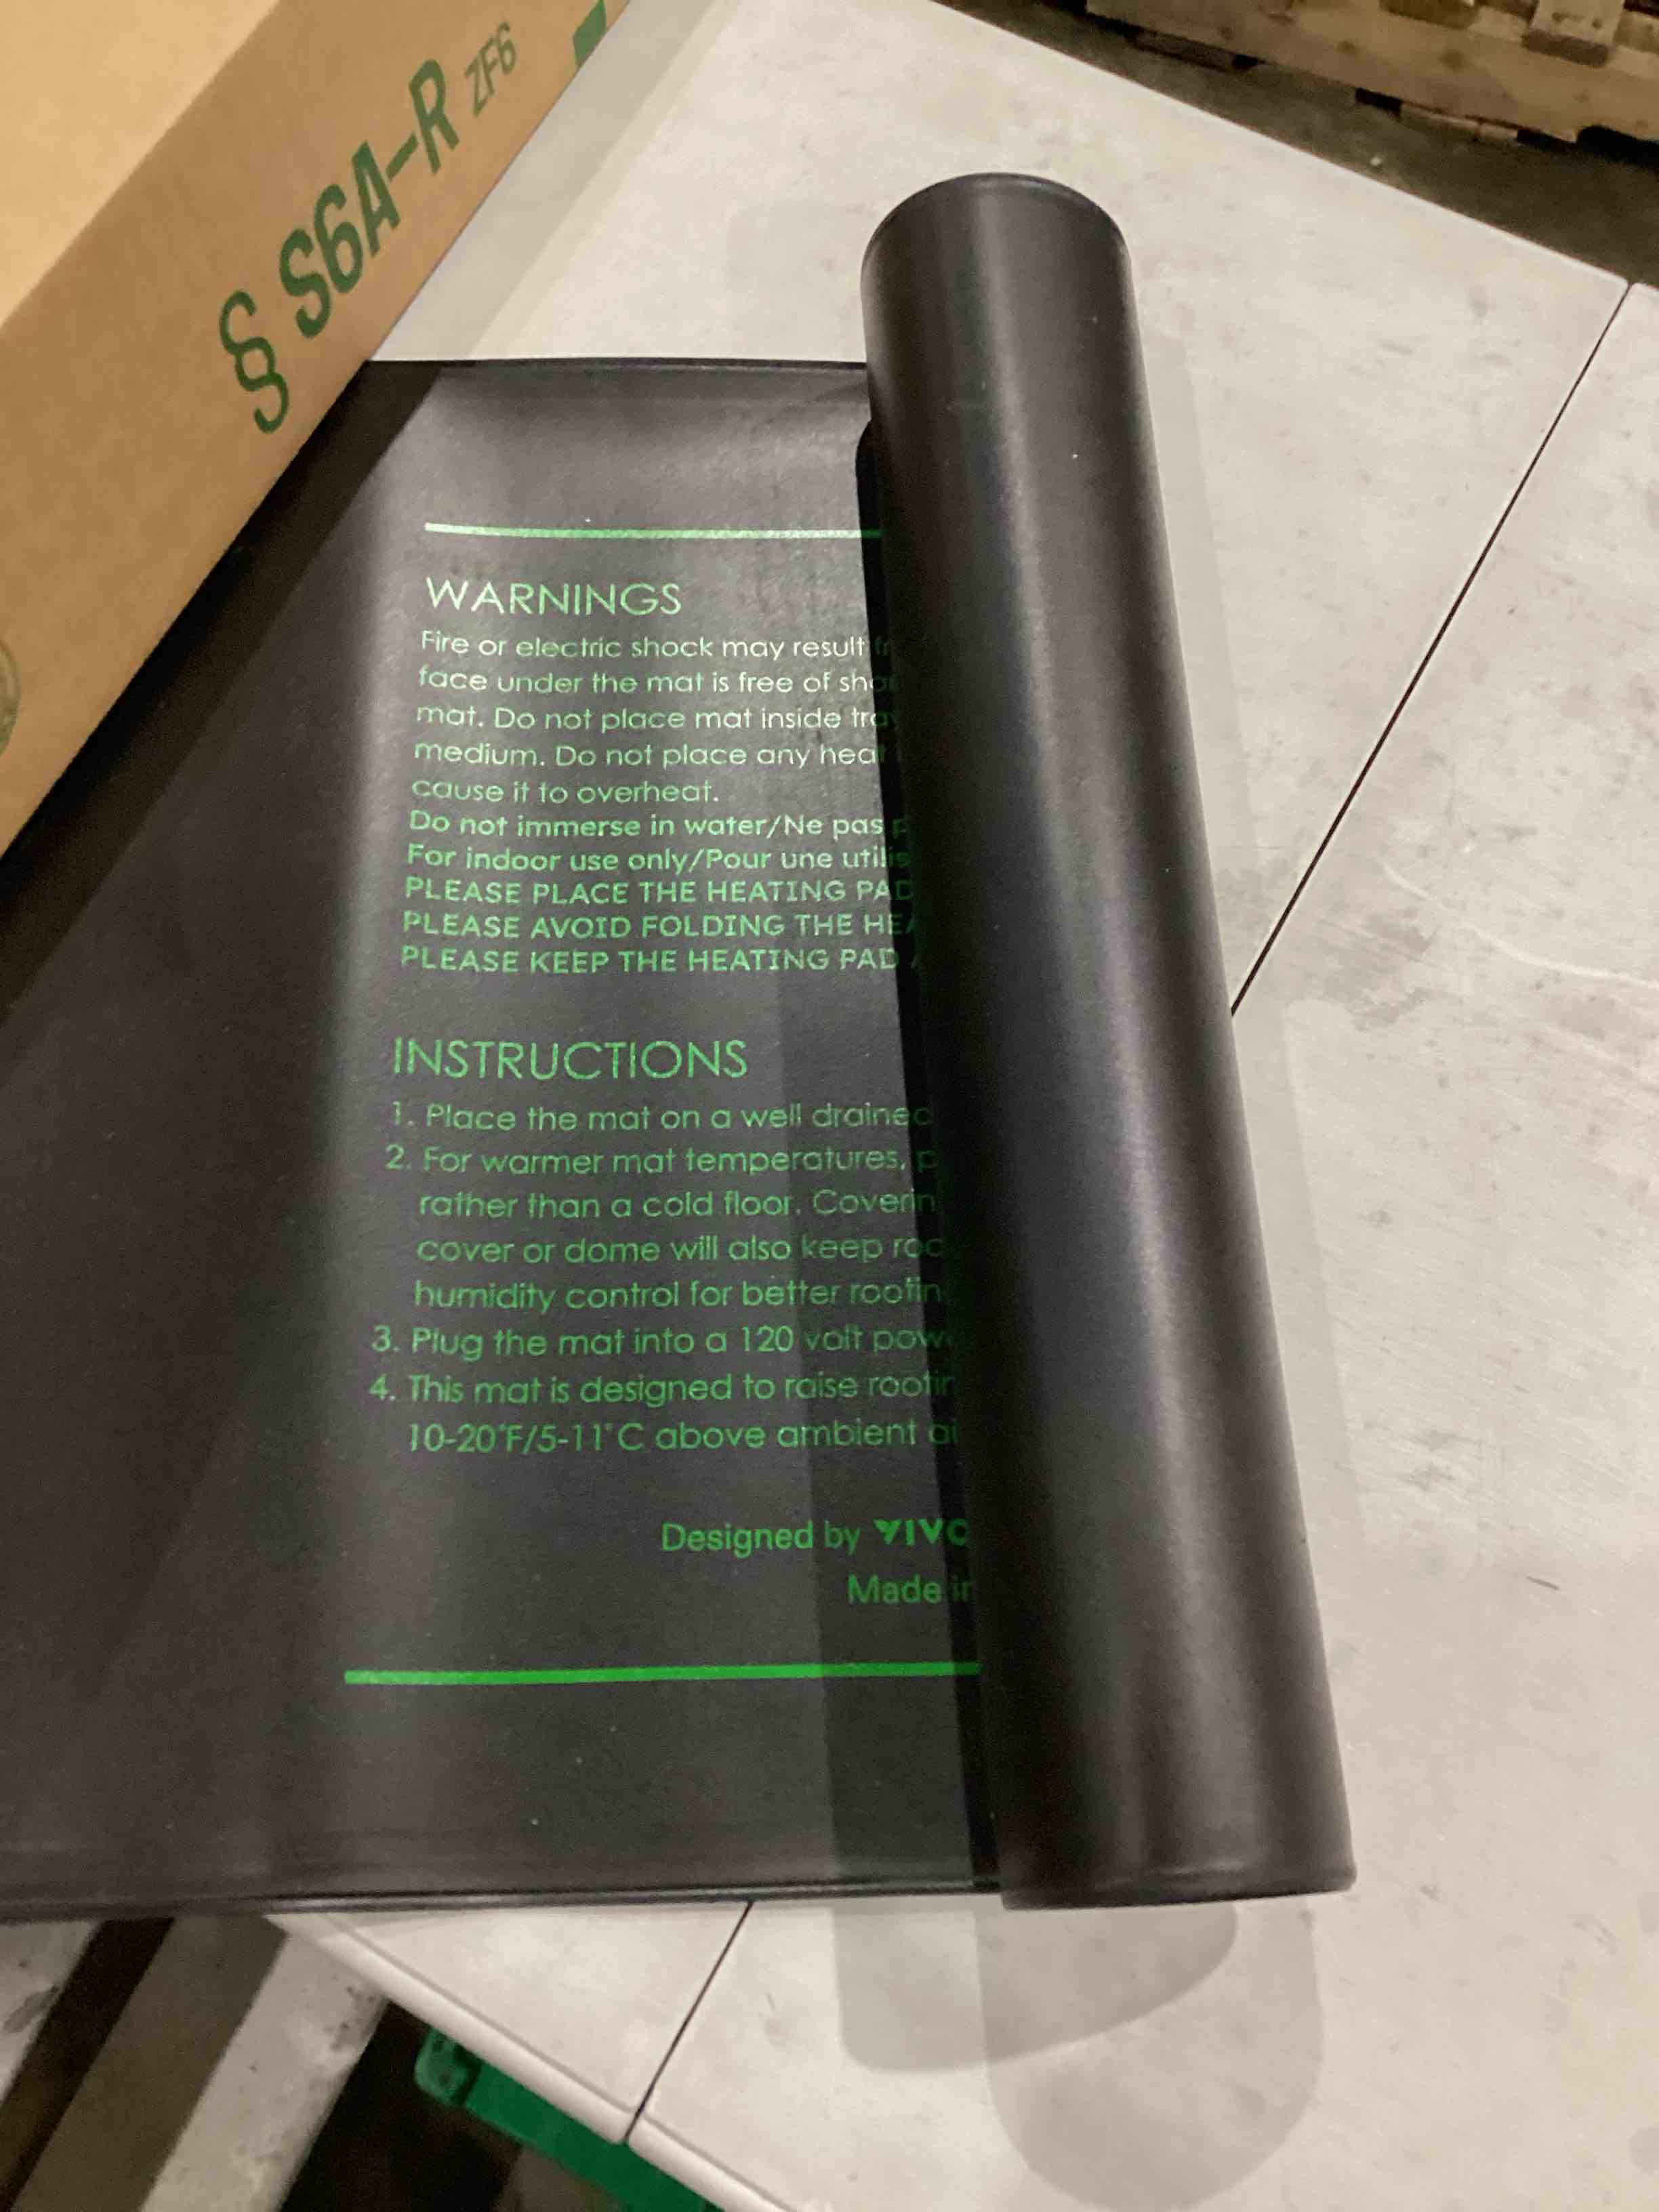 § S6A-R ZF6
WARNINGS
Fire or electric shock may result
face under the mat is free of
mat. Do not place mat inside
medium. Do not place any
cause it to overheat.
Do not immerse in water/Ne pas
For indoor use only/Pour une
PLEASE PLACE THE HEATING PAD
PLEASE AVOID FOLDING THE
PLEASE KEEP THE HEATING PAD
INSTRUCTIONS
1. Place the mat on a well drained
2. For warmer mat temperatures,
rather than a cold floor.
cover or dome will also keep
humidity control for better
3. Plug the mat into a 120 volt
4. This mat is designed to raise
10-20°F/5-11°C above ambient
Designed by
Made in